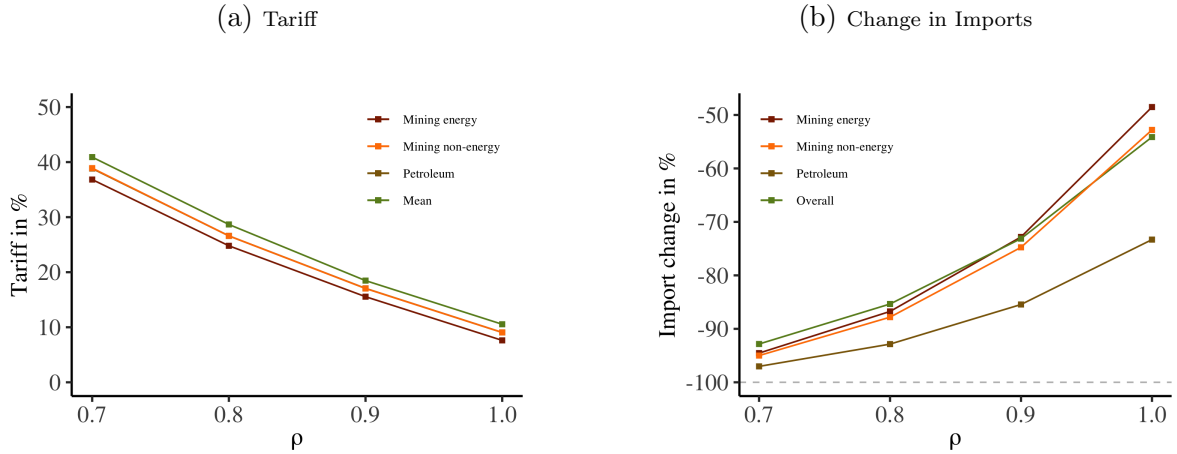 (a) Tariff
Tariff in %
50
40
30
20
10
0
Mining energy
Mining non-energy
Petroleum
Mean
0.7 0.8 0.9 1.0
ρ
(b) Change in Imports
Import change in %
-50
-60
-70
-80
-90
-100
Mining energy
Mining non-energy
Petroleum
Overall
0.7 0.8 0.9 1.0
ρ